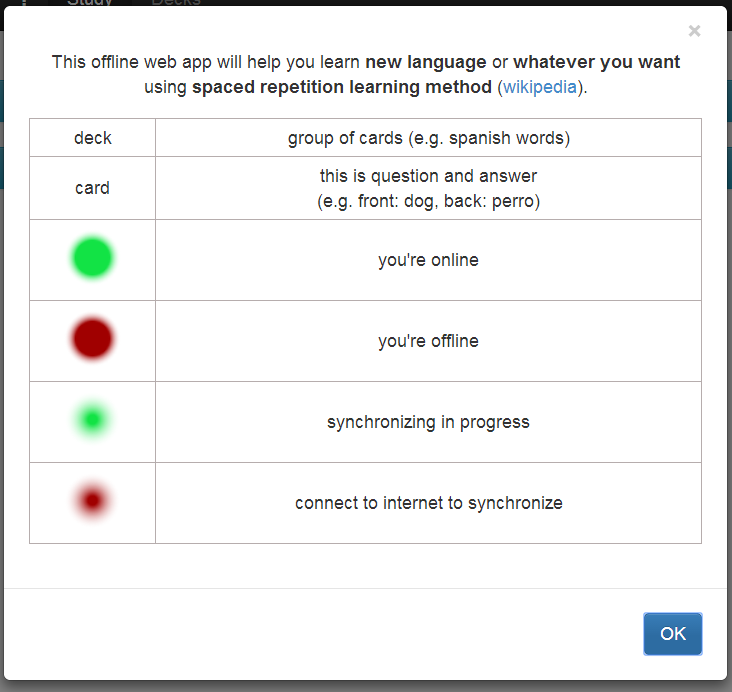 Study Decks
×
This offline web app will help you learn new language or whatever you want
using spaced repetition learning method (wikipedia).
deck group of cards (e.g. spanish words)
card this is question and answer
(e.g. front: dog, back: perro)
you're online
you're offline
synchronizing in progress
connect to internet to synchronize
OK